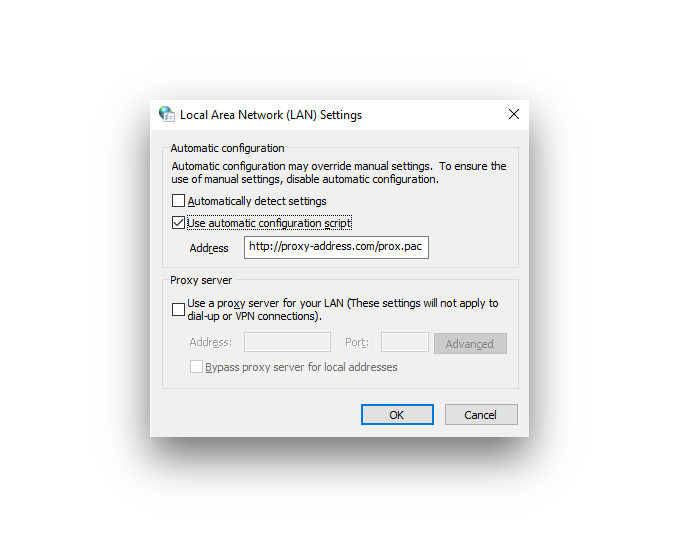 Local Area Network (LAN) Settings
Automatic configuration
Automatic configuration may override manual settings. To ensure the
use of manual settings, disable automatic configuration.
Automatically detect settings
Use automatic configuration script
Address http://proxy-address.com/prox.pac
Proxy server
Use a proxy server for your LAN (These settings will not apply to
dial-up or VPN connections).
Address: Port: Advanced
Bypass proxy server for local addresses
OK Cancel